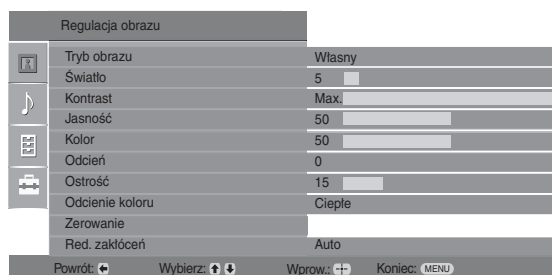 Regulacja obrazu
Tryb obrazu Własny
Światło 5
Kontrast Max.
Jasność 50
Kolor 50
Odcień 0
Ostrość 15
Odcienie koloru Ciepłe
Zerowanie
Red. zakłóceń Auto
Powrót: Wybierz: Wprow.: Koniec: MENU